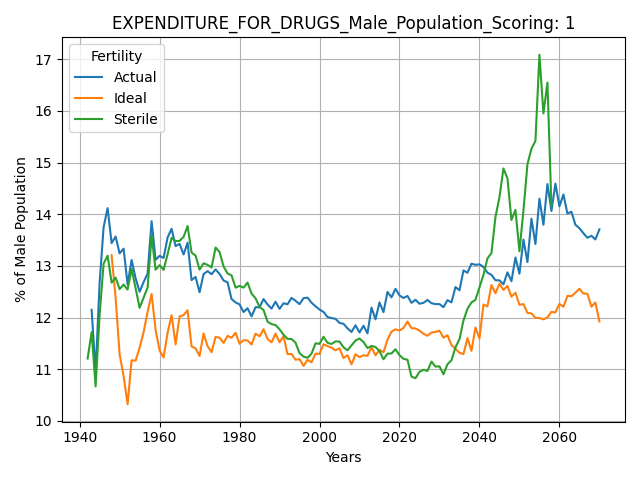 EXPENDITURE_FOR_DRUGS_Male_Population_Scoring: 1
Fertility
Actual
Ideal
Sterile
% of Male Population
17
16
15
14
13
12
11
10
1940
1960
1980
2000
2020
2040
2060
Years